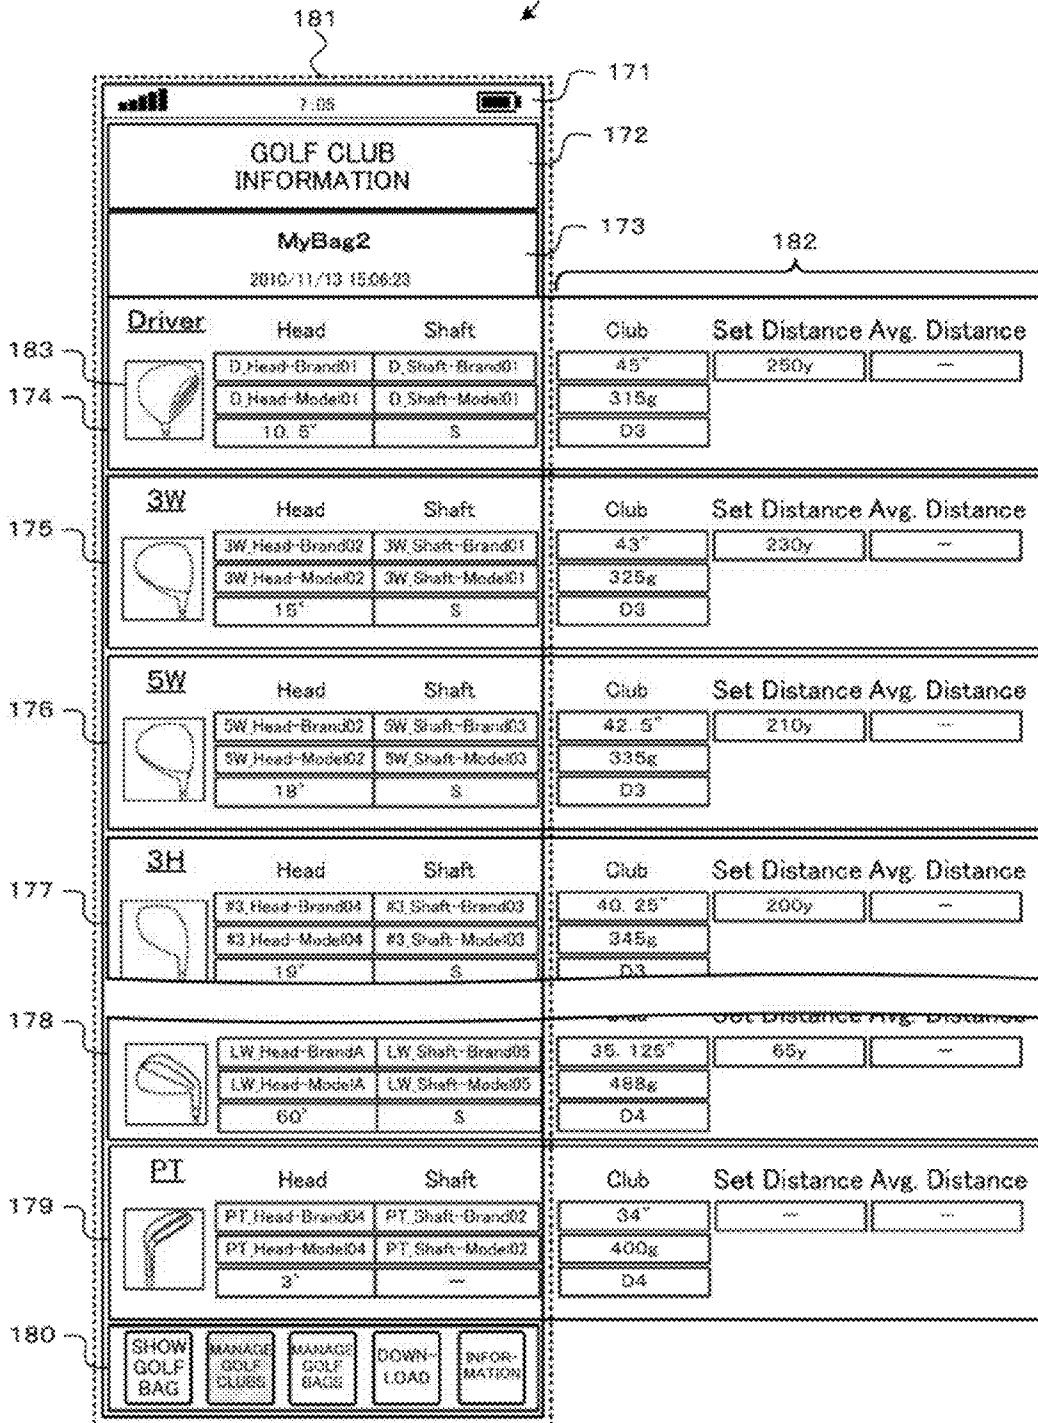 181
171
7:05
172
GOLF CLUB
INFORMATION
173
MyBag2
2010/11/13 15:06:23
182
Driver
Head Shaft Club Set Distance Avg. Distance
183
D_Head-Brand01 D_Shaft-Brand01 45″ 250y —
174
D_Head-Model01 D_Shaft-Model01 315g
10. 5° S D3
3W
Head Shaft Club Set Distance Avg. Distance
175
3W_Head-Brand02 3W_Shaft-Brand01 43″ 230y —
3W_Head-Model02 3W_Shaft-Model01 325g
15° S D3
5W
Head Shaft Club Set Distance Avg. Distance
176
5W_Head-Brand02 5W_Shaft-Brand03 42. 5″ 210y —
5W_Head-Model02 5W_Shaft-Model03 335g
18° S D3
3H
Head Shaft Club Set Distance Avg. Distance
177
#3_Head-Brand04 #3_Shaft-Brand03 40. 25″ 200y —
#3_Head-Model04 #3_Shaft-Model03 345g
19° S D3
178
Club Set Distance Avg. Distance
LW_Head-BrandA LW_Shaft-Brand05 35. 125″ 65y —
LW_Head-ModelA LW_Shaft-Model05 488g
60° S D4
PT
Head Shaft Club Set Distance Avg. Distance
179
PT_Head-Brand04 PT_Shaft-Brand02 34″ — —
PT_Head-Model04 PT_Shaft-Model02 400g
3° — D4
180
SHOW
GOLF
BAG
MANAGE
GOLF
CLUBS
MANAGE
GOLF
BAGS
DOWN-
LOAD
INFOR-
MATION